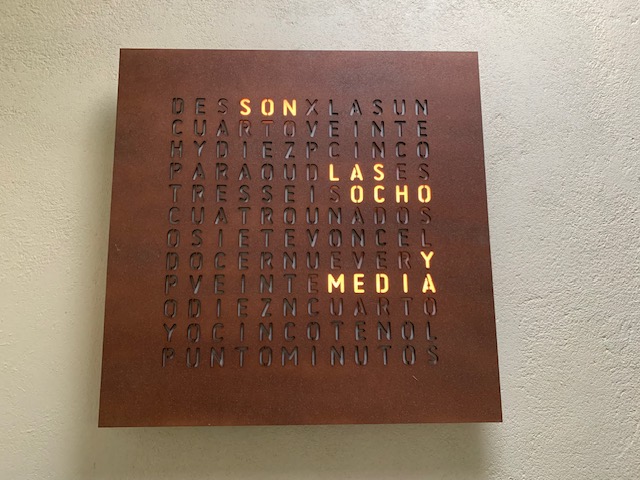 DESSONXLASUN
CUARTOVEINTE
HYDIEZPCINCO
PARAOUDLASES
TRESSEISOCHO
CUATROUNADOS
OSIETEVONCEL
DOCERNUEVERY
PVEINTEMEDIA
ODIEZNCUARTO
YOCINCOTENOL
PUNTOMINUTOS